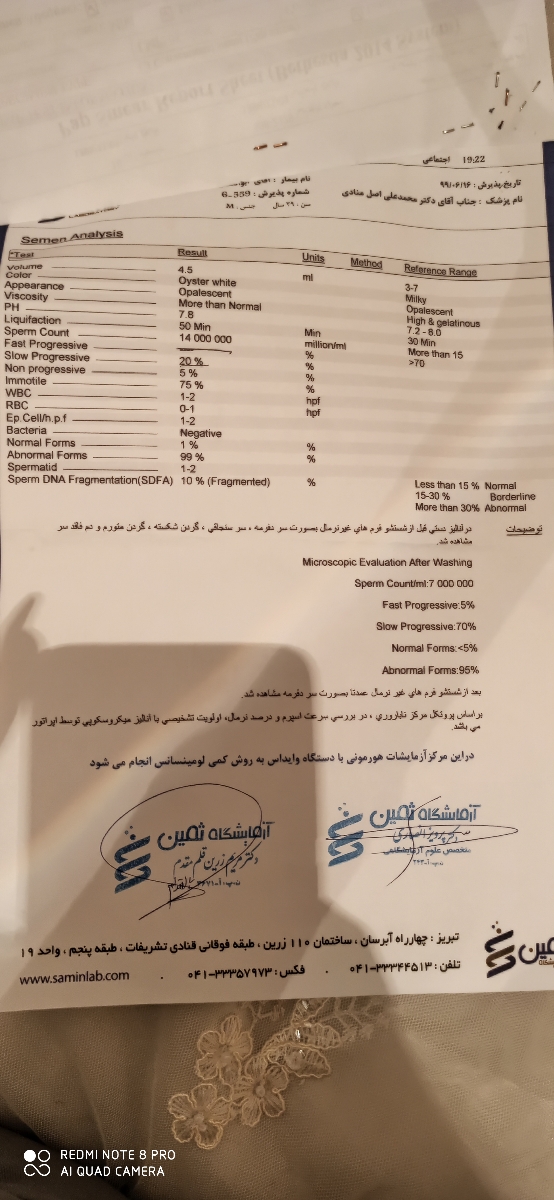 19:22 اجتماعی
تاریخ پذیرش : ۹۹/۰۶/۱۶
شماره پذیرش : 559-6
نام پزشک : جناب آقای دکتر محمدعلی اصل منادی
سن : ۲۹ سال جنس : M
Semen Analysis
*Test Result Units Method Reference Range
Volume 4.5 ml 3-7
Color Oyster white Milky
Appearance Opalescent Opalescent
Viscosity More than Normal High & gelatinous
PH 7.8 7.2 - 8.0
Liquifaction 50 Min Min 30 Min
Sperm Count 14 000 000 million/ml More than 15
Fast Progressive % >70
Slow Progressive 20 % %
Non progressive 5 % %
Immotile 75 % %
WBC 1-2 hpf
RBC 0-1 hpf
Ep.Cell/h.p.f 1-2
Bacteria Negative
Normal Forms 1 % %
Abnormal Forms 99 % %
Spermatid 1-2
Sperm DNA Fragmentation(SDFA) 10 % (Fragmented) % Less than 15 % Normal
15-30 % Borderline
More than 30% Abnormal
توضیحات در آنالیز دستی قبل از شستشو فرم های غیرنرمال بصورت سر دفرمه ، سر سنجاقی ، گردن شکسته ، گردن متورم و دم فاقد سر
مشاهده شد.
Microscopic Evaluation After Washing
Sperm Count/ml:7 000 000
Fast Progressive:5%
Slow Progressive:70%
Normal Forms:<5%
Abnormal Forms:95%
بعد از شستشو فرم های غیر نرمال عمدتا بصورت سر دفرمه مشاهده شد.
براساس پروتکل مرکز ناباروری ، در بررسی سرعت اسپرم و درصد نرمال، اولویت تشخیصی با آنالیز میکروسکوپی توسط اپراتور
می باشد.
دراین مرکزآزمایشات هورمونی با دستگاه وایداس به روش کمی لومینسانس انجام می شود
آزمایشگاه ثمین
دکتر مریم زرین قلم مقدم
آزمایشگاه ثمین
متخصص علوم آزمایشگاهی
تبریز : چهارراه آبرسان ، ساختمان ۱۱۰ زرین ، طبقه فوقانی قنادی تشریفات ، طبقه پنجم ، واحد ۱۹
تلفن : ۰۴۱-۳۳۳۴۴۵۱۳ . فکس : ۰۴۱-۳۳۳۵۷۹۷۳ . www.saminlab.com
REDMI NOTE 8 PRO
AI QUAD CAMERA